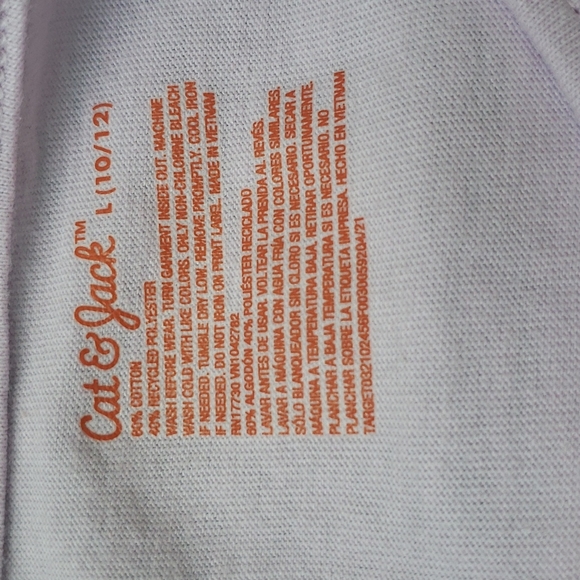 Cat & Jack™ L (10/12)
60% COTTON
40% RECYCLED POLYESTER
WASH BEFORE WEAR. TURN GARMENT INSIDE OUT. MACHINE
WASH COLD WITH LIKE COLORS. ONLY NON-CHLORINE BLEACH
IF NEEDED. TUMBLE DRY LOW. REMOVE PROMPTLY. COOL IRON
IF NEEDED. DO NOT IRON ON PRINT LABEL. MADE IN VIETNAM
RN17730 VN1042782
60% ALGODÓN 40% POLIÉSTER RECICLADO
LAVAR ANTES DE USAR. VOLTEAR LA PRENDA AL REVÉS.
LAVAR A MÁQUINA CON AGUA FRÍA CON COLORES SIMILARES.
SÓLO BLANQUEADOR SIN CLORO SI ES NECESARIO. SECAR A
MÁQUINA A TEMPERATURA BAJA. RETIRAR OPORTUNAMENTE.
PLANCHAR A BAJA TEMPERATURA SI ES NECESARIO. NO
PLANCHAR SOBRE LA ETIQUETA IMPRESA. HECHO EN VIETNAM